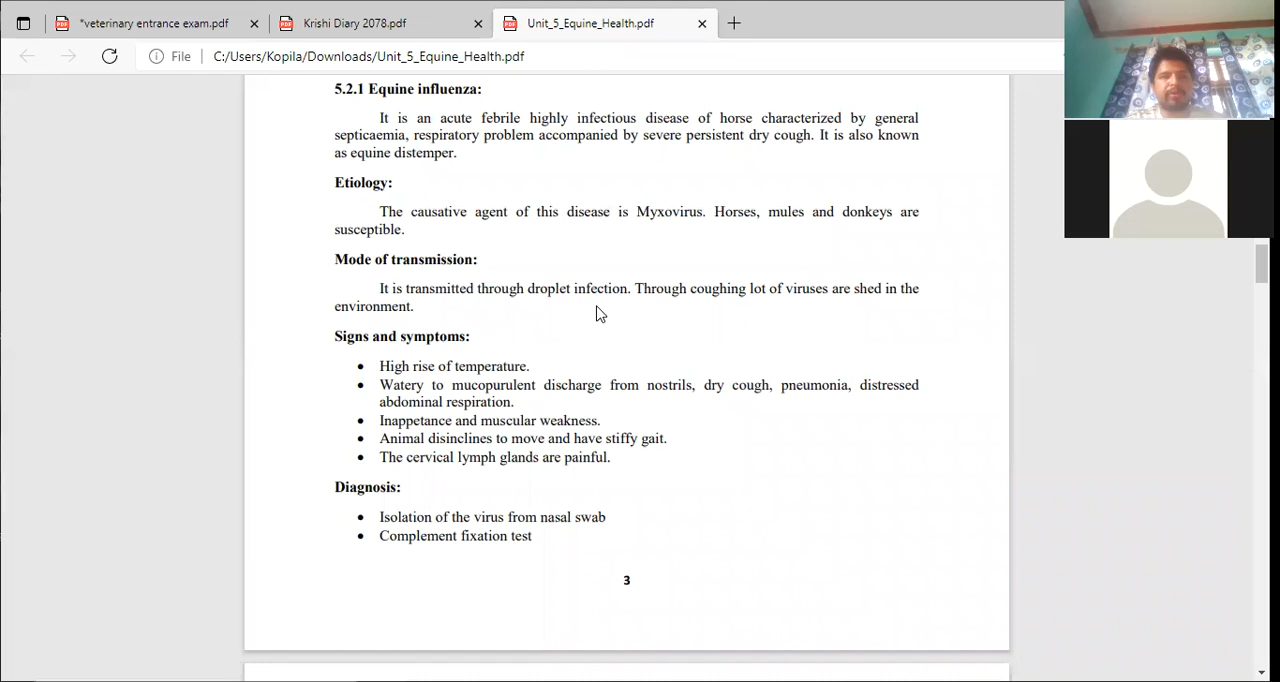 *veterinary entrance exam.pdf
Krishi Diary 2078.pdf
Unit_5_Equine_Health.pdf
File
C:/Users/Kopila/Downloads/Unit_5_Equine_Health.pdf
5.2.1 Equine influenza:
It is an acute febrile highly infectious disease of horse characterized by general
septicaemia, respiratory problem accompanied by severe persistent dry cough. It is also known
as equine distemper.
Etiology:
The causative agent of this disease is Myxovirus. Horses, mules and donkeys are
susceptible.
Mode of transmission:
It is transmitted through droplet infection. Through coughing lot of viruses are shed in the
environment.
Signs and symptoms:
• High rise of temperature.
• Watery to mucopurulent discharge from nostrils, dry cough, pneumonia, distressed
abdominal respiration.
• Inappetance and muscular weakness.
• Animal disinclines to move and have stiffy gait.
• The cervical lymph glands are painful.
Diagnosis:
• Isolation of the virus from nasal swab
• Complement fixation test
3